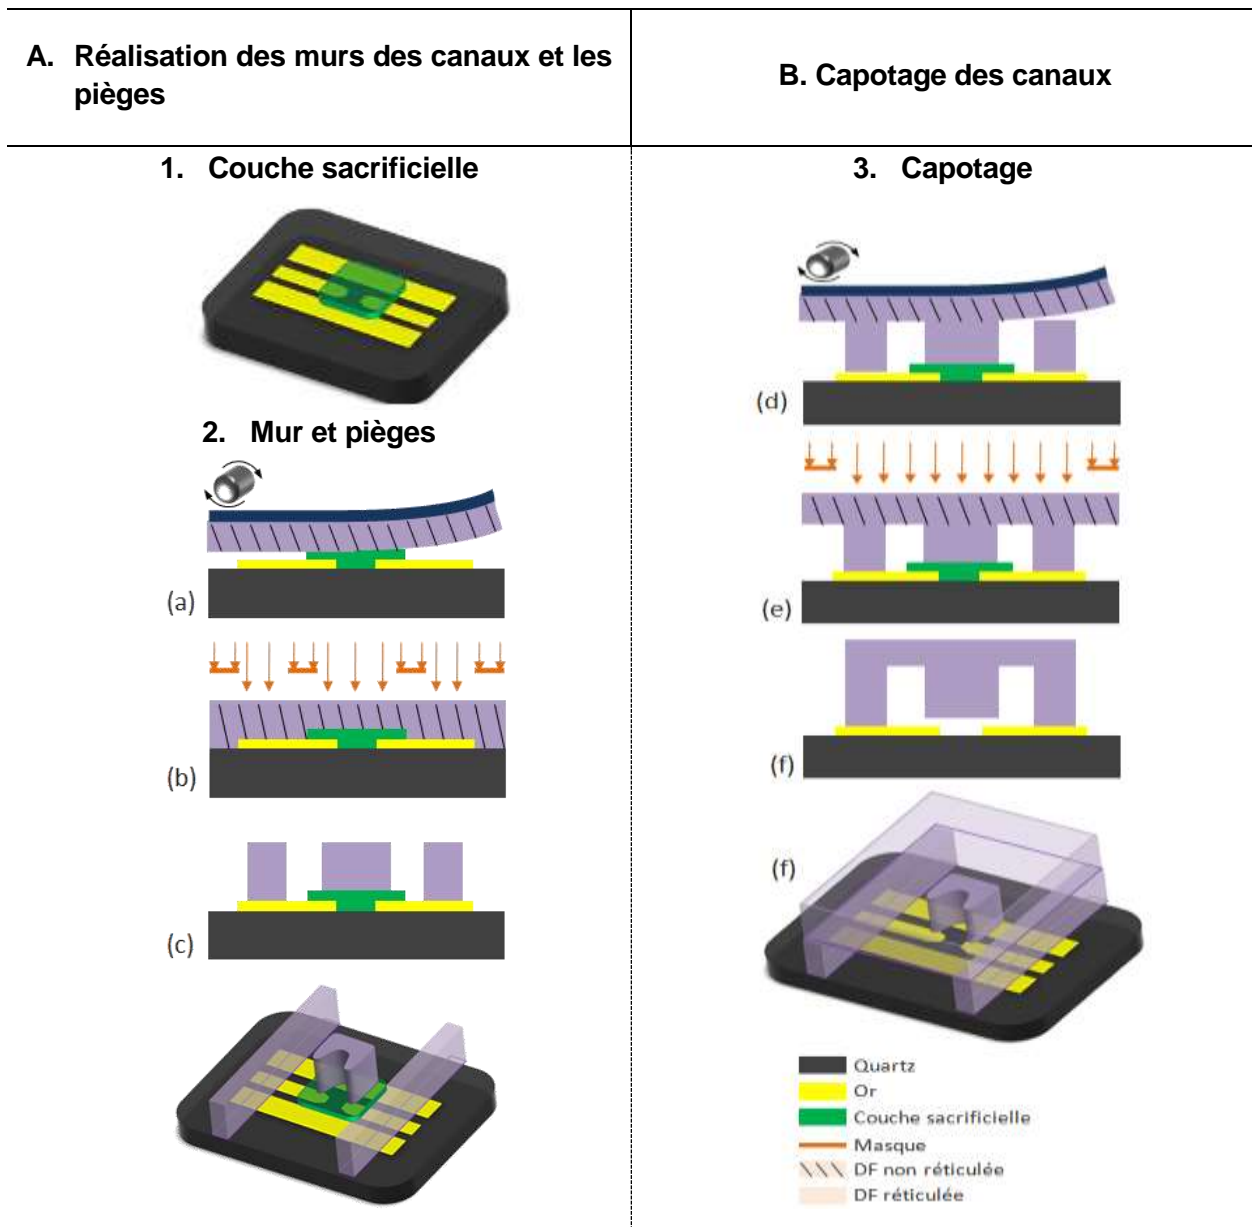 A. Réalisation des murs des canaux et les
pièges
B. Capotage des canaux
1. Couche sacrificielle
2. Mur et pièges
(a)
(b)
(c)
3. Capotage
(d)
(e)
(f)
(f)
Quartz
Or
Couche sacrificielle
Masque
DF non réticulée
DF réticulée